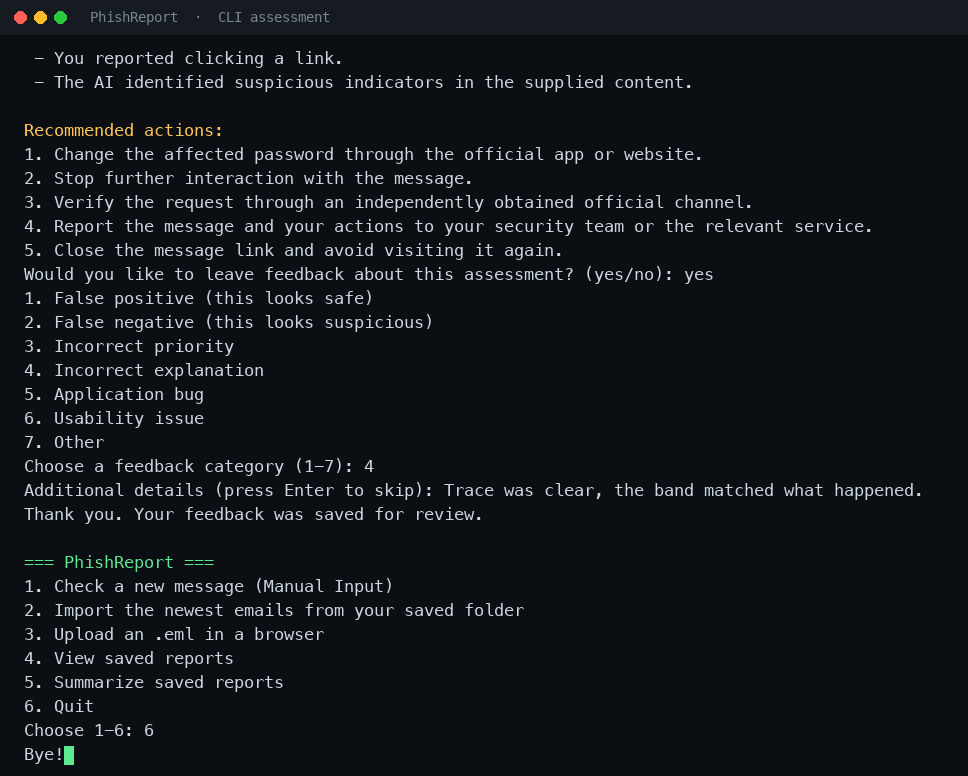 PhishReport · CLI assessment
– You reported clicking a link.
– The AI identified suspicious indicators in the supplied content.
Recommended actions:
1. Change the affected password through the official app or website.
2. Stop further interaction with the message.
3. Verify the request through an independently obtained official channel.
4. Report the message and your actions to your security team or the relevant service.
5. Close the message link and avoid visiting it again.
Would you like to leave feedback about this assessment? (yes/no): yes
1. False positive (this looks safe)
2. False negative (this looks suspicious)
3. Incorrect priority
4. Incorrect explanation
5. Application bug
6. Usability issue
7. Other
Choose a feedback category (1–7): 4
Additional details (press Enter to skip): Trace was clear, the band matched what happened.
Thank you. Your feedback was saved for review.
=== PhishReport ===
1. Check a new message (Manual Input)
2. Import the newest emails from your saved folder
3. Upload an .eml in a browser
4. View saved reports
5. Summarize saved reports
6. Quit
Choose 1–6: 6
Bye!